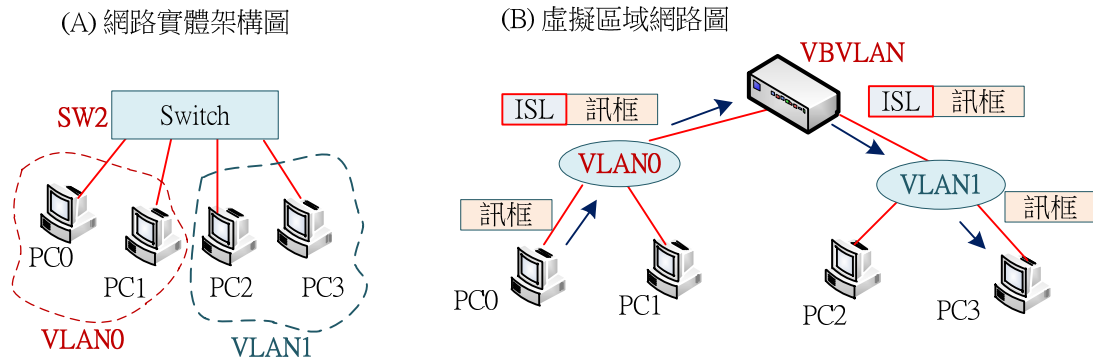 (A) 網路實體架構圖
SW2
Switch
PC0
PC1
PC2
PC3
VLAN0
VLAN1
(B) 虛擬區域網路圖
VBVLAN
ISL 訊框
ISL 訊框
VLAN0
VLAN1
訊框
訊框
PC0
PC1
PC2
PC3